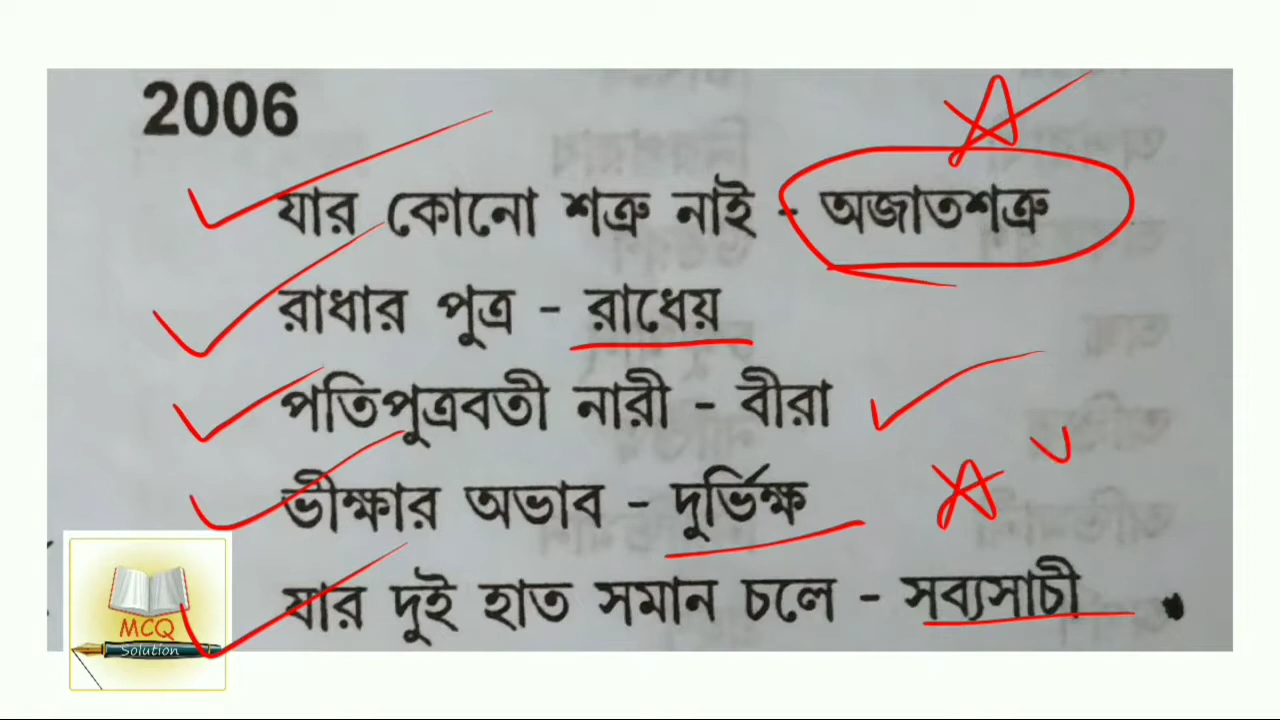 2006
যার কোনো শত্রু নাই - অজাতশত্রু
রাধার পুত্র - রাধেয়
পতিপুত্রবতী নারী - বীরা
ভীক্ষার অভাব - দুর্ভিক্ষ
যার দুই হাত সমান চলে - সব্যসাচী
MCQ
Solution